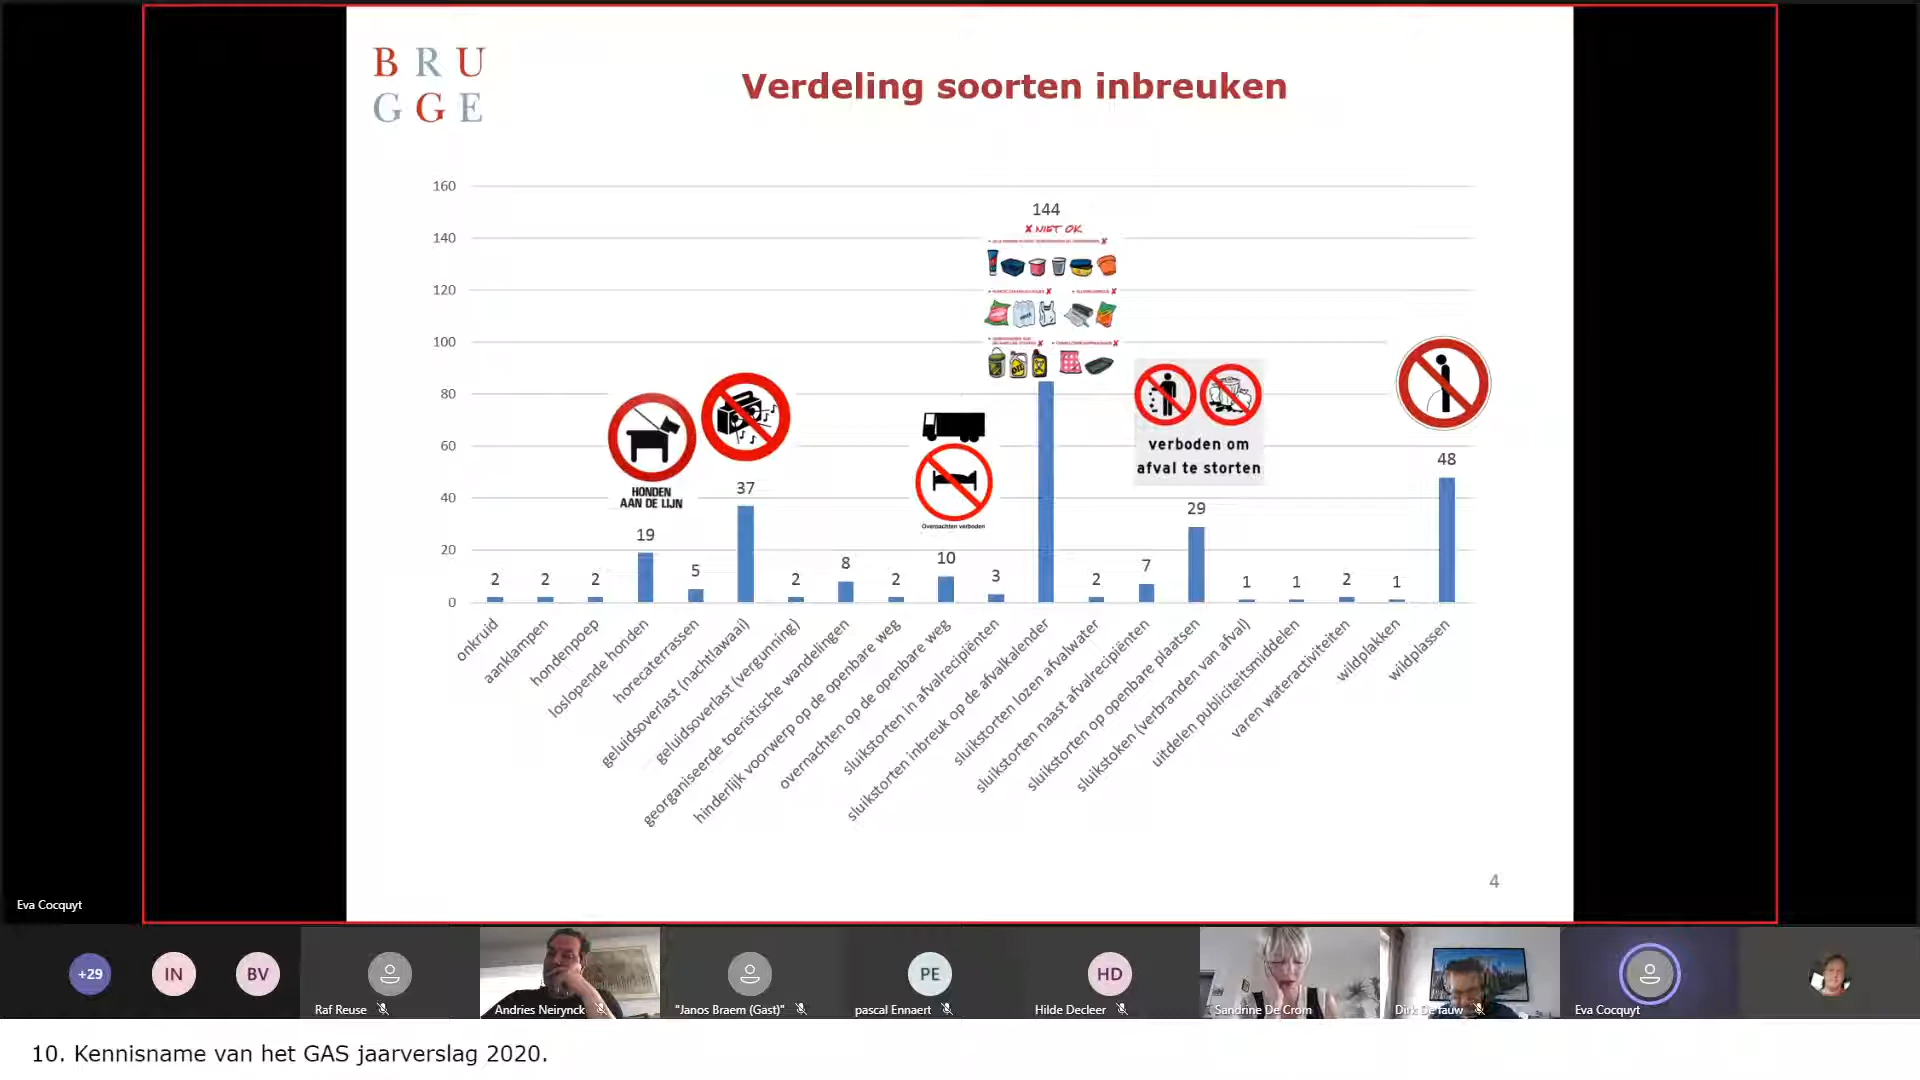 BRU
GGE
Verdeling soorten inbreuken
160
140
120
100
80
60
40
20
0
2
2
2
19
5
37
2
8
2
10
3
144
2
7
29
1
1
2
1
48
HONDEN
AAN DE LIJN
Overnachten verboden
X NIET OK
OIL
verboden om
afval te storten
onkruid
aanklampen
hondenpoep
loslopende honden
horecaterrassen
geluidsoverlast (nachtlawaai)
geluidsoverlast (vergunning)
georganiseerde toeristische wandelingen
hinderlijk voorwerp op de openbare weg
overnachten op de openbare weg
sluikstorten in afvalrecipiënten
sluikstorten inbreuk op de afvalkalender
sluikstorten lozen afvalwater
sluikstorten naast afvalrecipiënten
sluikstorten op openbare plaatsen
sluikstoken (verbranden van afval)
uitdelen publiciteitsmiddelen
varen wateractiviteiten
wildplakken
wildplassen
4
Eva Cocquyt
+29
IN
BV
Raf Reuse
Andries Neirynck
"Janos Braem (Gast)"
PE
pascal Ennaert
HD
Hilde Decleer
Sandrine De Crom
Dirk De fauw
Eva Cocquyt
10. Kennisname van het GAS jaarverslag 2020.